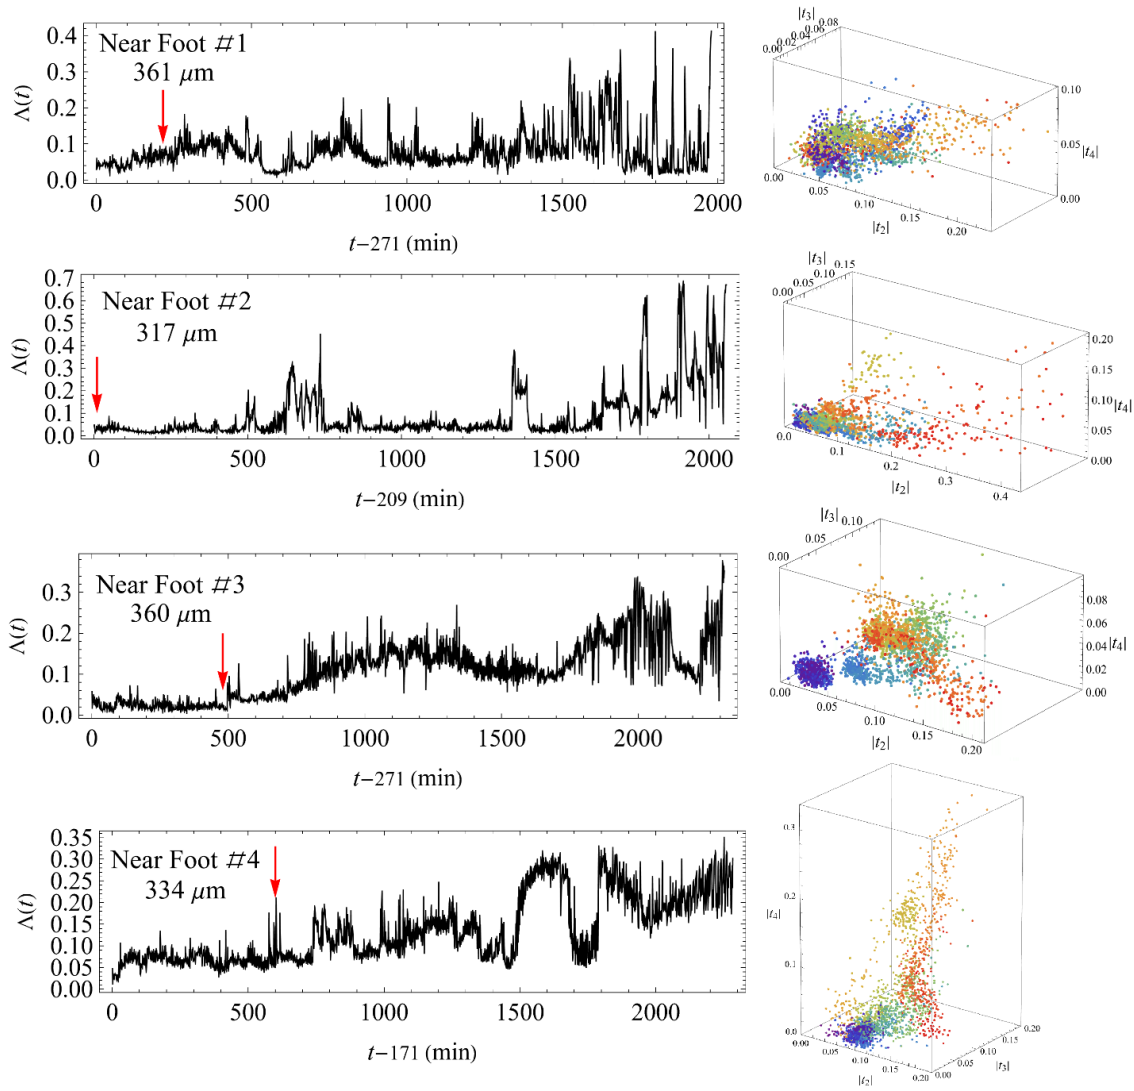 Near Foot #1
361 μm
Λ(t)
0.4
0.3
0.2
0.1
0.0
0 500 1000 1500 2000
t−271 (min)
|t3|
0.00 0.02 0.04 0.06 0.08
0.10
0.05
0.00
|t4|
0.00 0.05 0.10 0.15 0.20
|t2|
Near Foot #2
317 μm
Λ(t)
0.7
0.6
0.5
0.4
0.3
0.2
0.1
0.0
0 500 1000 1500 2000
t−209 (min)
|t3|
0.00 0.05 0.10 0.15
0.20
0.15
0.10
0.05
0.00
|t4|
0.0 0.1 0.2 0.3 0.4
|t2|
Near Foot #3
360 μm
Λ(t)
0.3
0.2
0.1
0.0
0 500 1000 1500 2000
t−271 (min)
|t3|
0.00 0.05 0.10
0.08
0.06
0.04
0.02
0.00
|t4|
0.00 0.05 0.10 0.15 0.20
|t2|
Near Foot #4
334 μm
Λ(t)
0.35
0.30
0.25
0.20
0.15
0.10
0.05
0.00
0 500 1000 1500 2000
t−171 (min)
0.3
0.2
0.1
0.0
|t4|
0.00 0.05 0.10 0.15 0.20
|t2|
0.00 0.05 0.10 0.15 0.20
|t3|